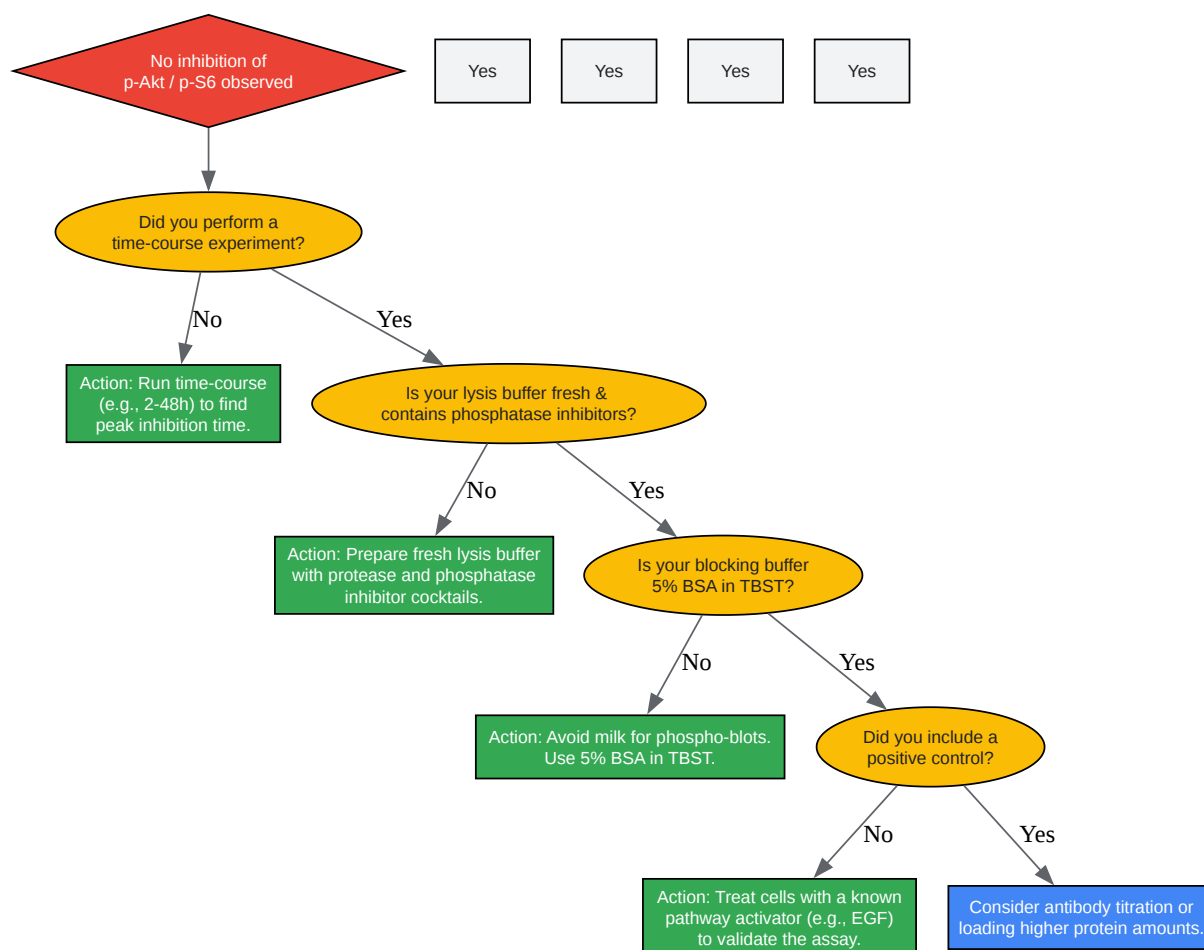 No inhibition of
p-Akt / p-S6 observed
Yes
Yes
Yes
Yes
Did you perform a
time-course experiment?
No
Yes
Action: Run time-course
(e.g., 2-48h) to find
peak inhibition time.
Is your lysis buffer fresh &
contains phosphatase inhibitors?
No
Yes
Action: Prepare fresh lysis buffer
with protease and phosphatase
inhibitor cocktails.
Is your blocking buffer
5% BSA in TBST?
No
Yes
Action: Avoid milk for phospho-blots.
Use 5% BSA in TBST.
Did you include a
positive control?
No
Yes
Action: Treat cells with a known
pathway activator (e.g., EGF)
to validate the assay.
Consider antibody titration or
loading higher protein amounts.